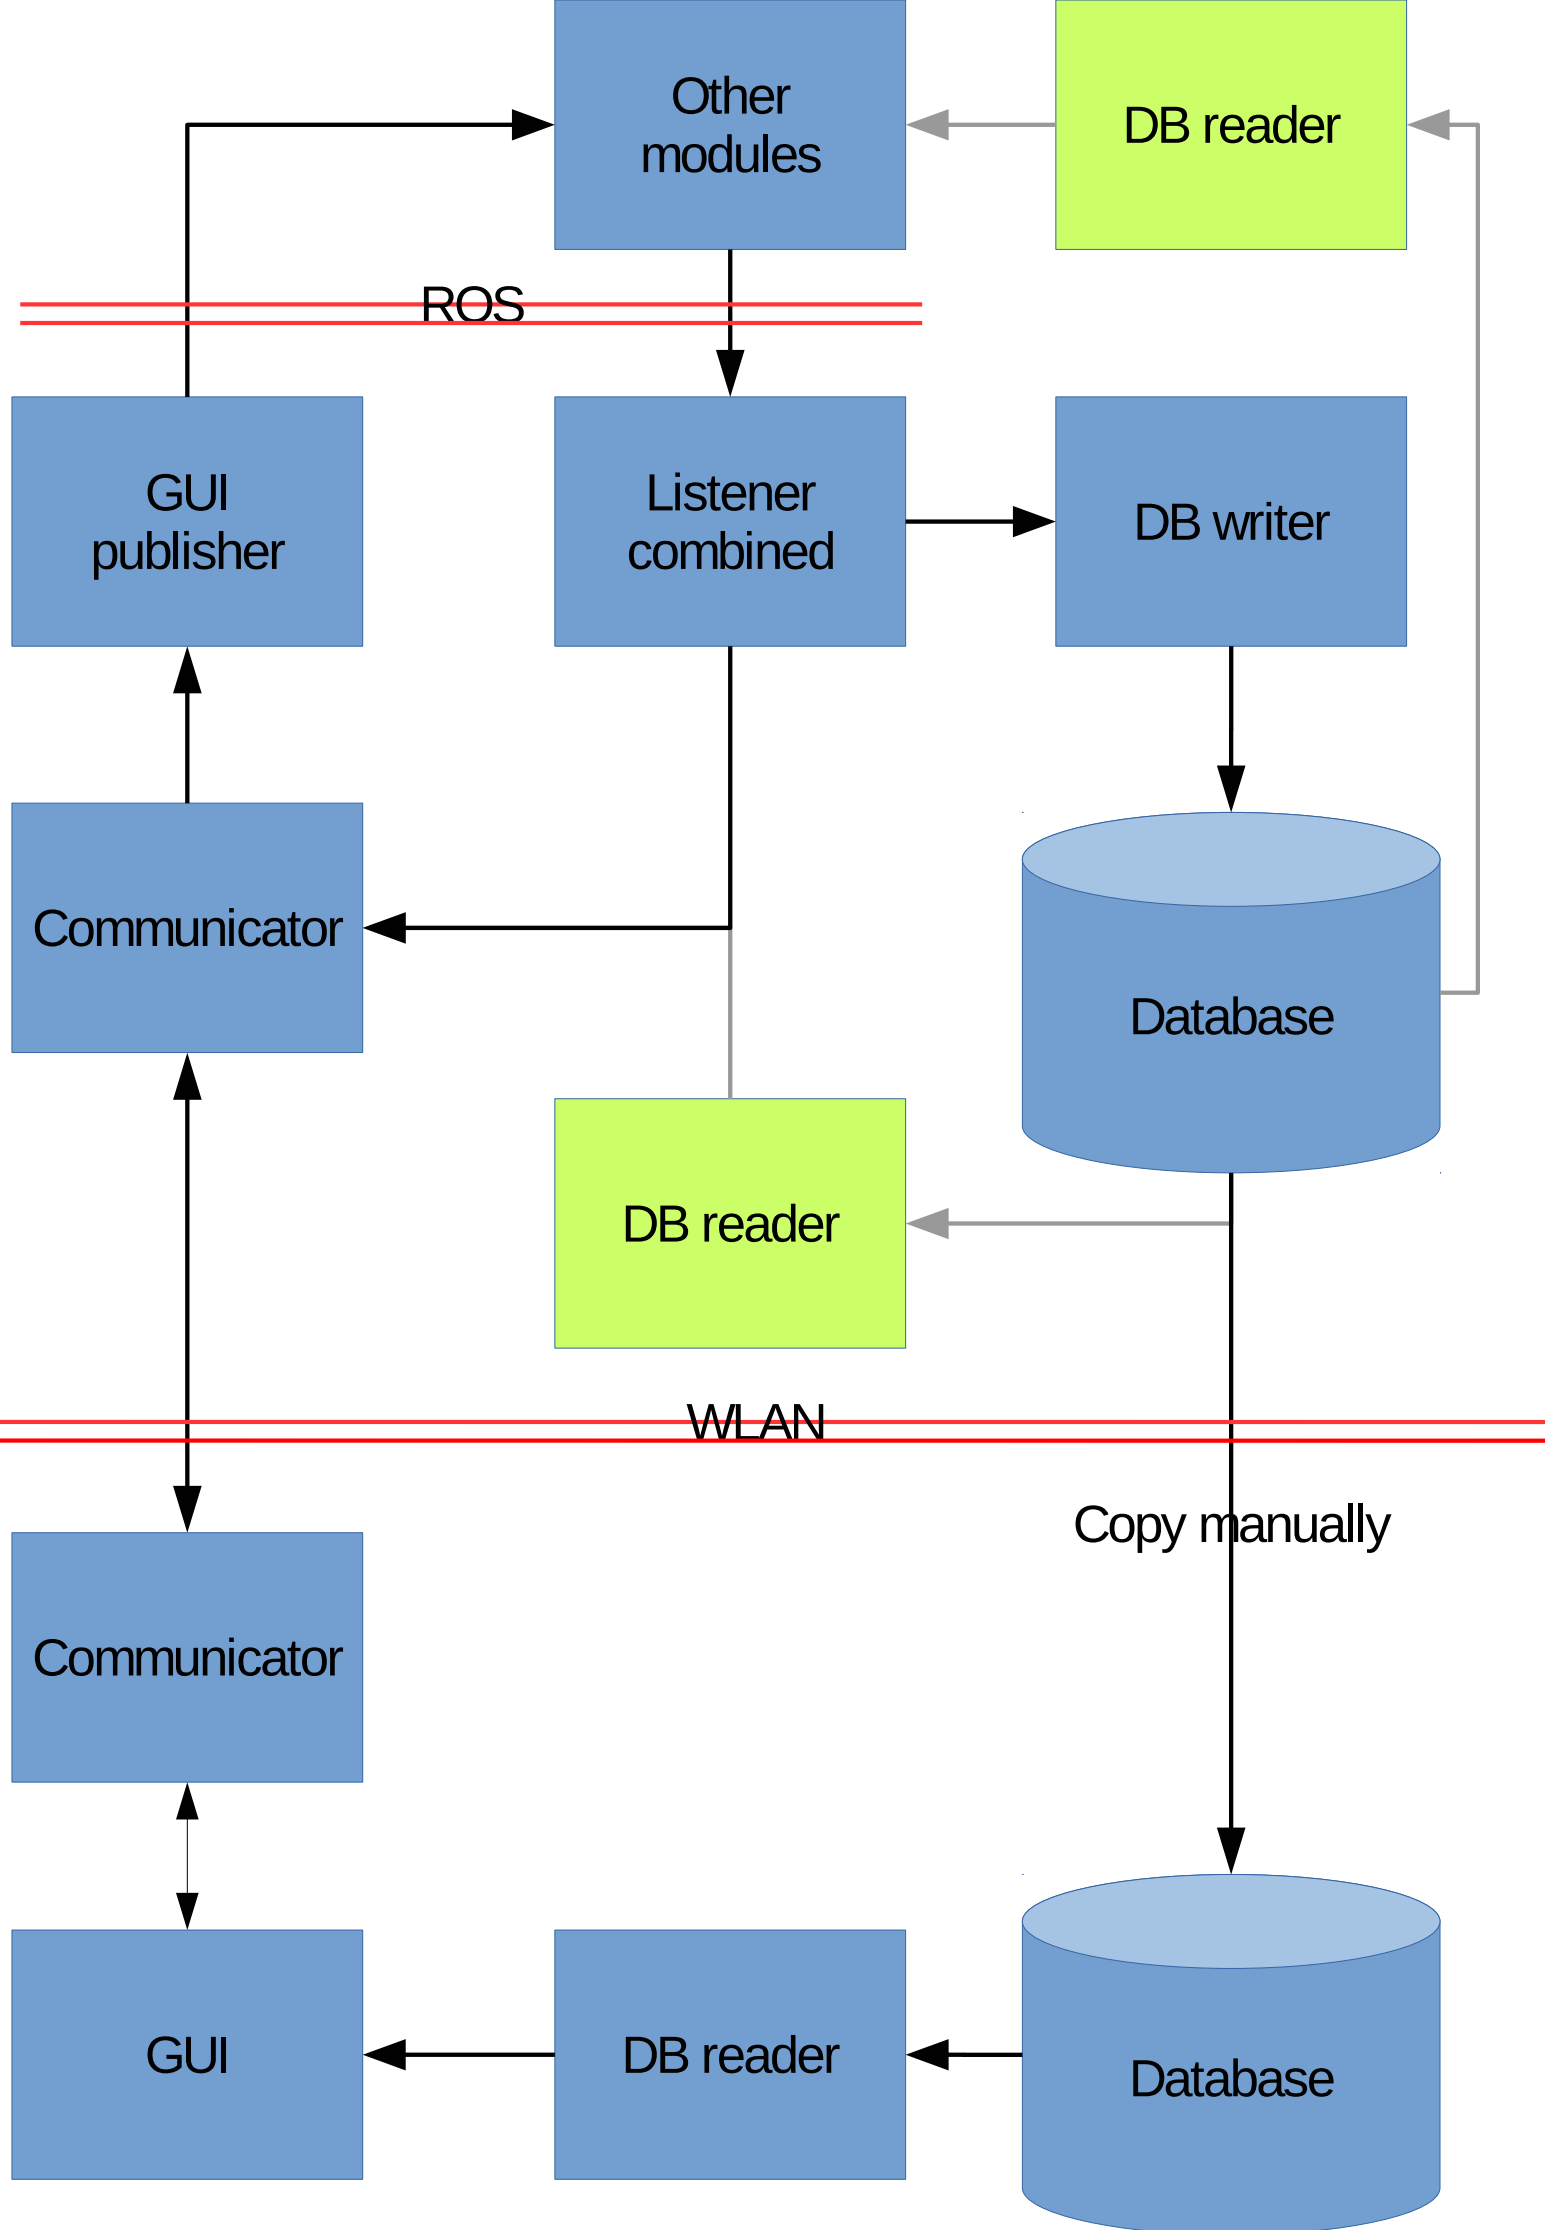 Other
modules
DB reader
ROS
GUI
publisher
Listener
combined
DB writer
Communicator
Database
DB reader
WLAN
Copy manually
Communicator
GUI
DB reader
Database